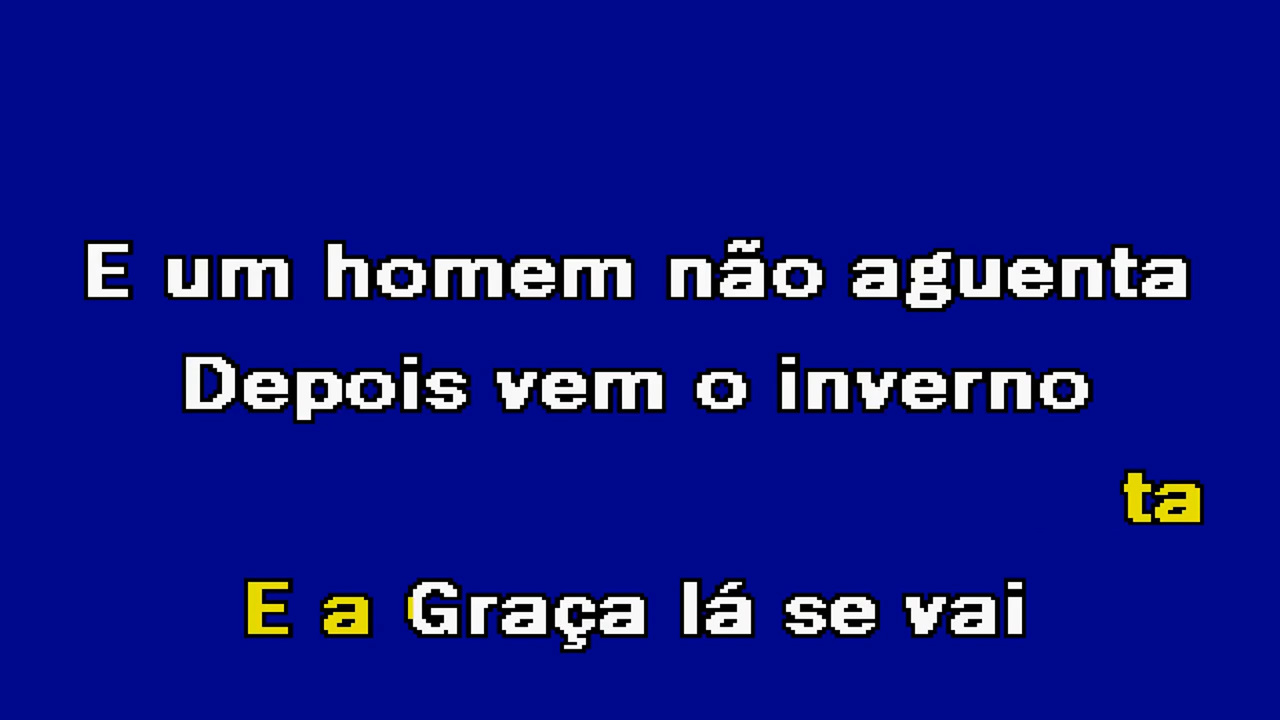 E um homem não aguenta
Depois vem o inverno
ta
E a Graça lá se vai